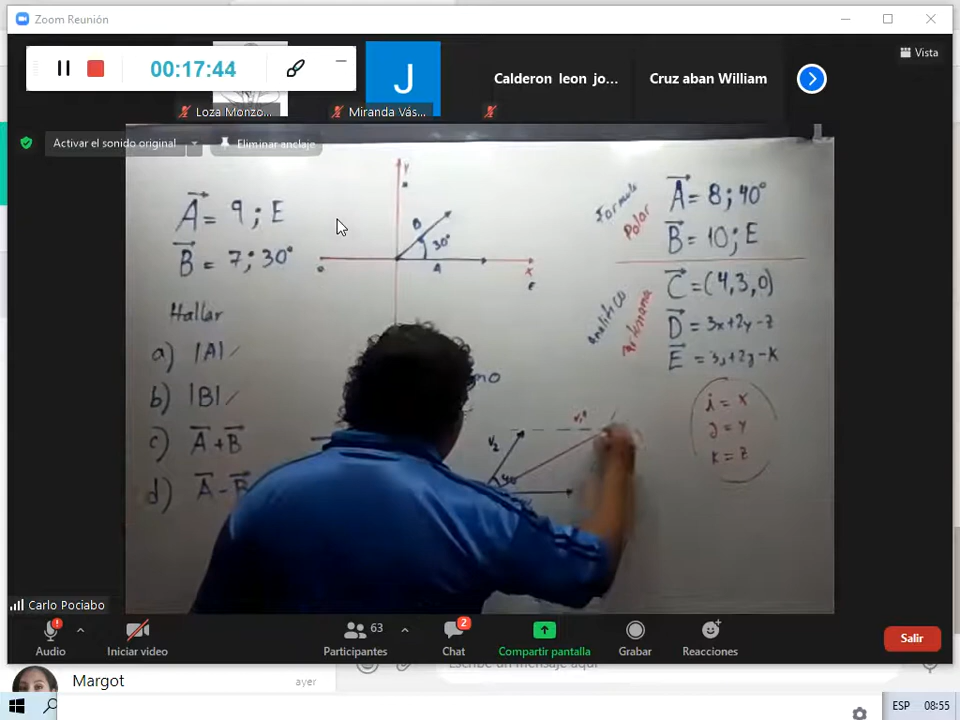 Zoom Reunión
00:17:44
J
Calderon leon jo...
Cruz aban William
Vista
Loza Monzo...
Miranda Vás...
Activar el sonido original
Eliminar anclaje
A = 9 ; E
B = 7 ; 30°
Hallar
a) |A|
b) |B|
c) A + B
d) A - B
Y
B
30°
A
X
E
O
V2
40
formula
Polar
A = 8 ; 40°
B = 10 ; E
analitico
C = (4,3,0)
D = 3x+2y-z
E = 3i+2j-K
i = x
j = y
k = z
Carlo Pociabo
Audio
Iniciar video
63
Participantes
2
Chat
Compartir pantalla
Grabar
Reacciones
Salir
Escribe un mensaje aquí
Margot
ayer
ESP
08:55